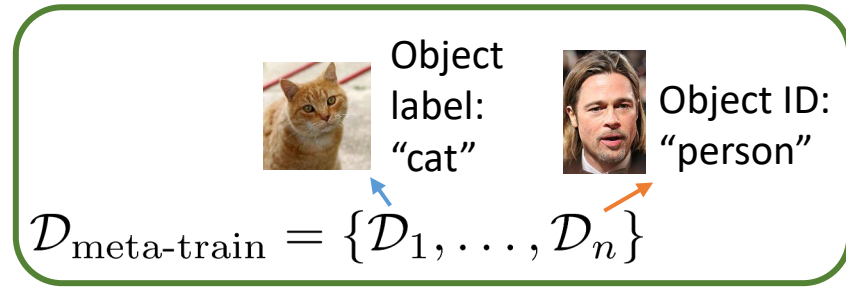 Object
label:
“cat”
Object ID:
“person”
𝒟_meta-train = {𝒟_1, . . . , 𝒟_n}